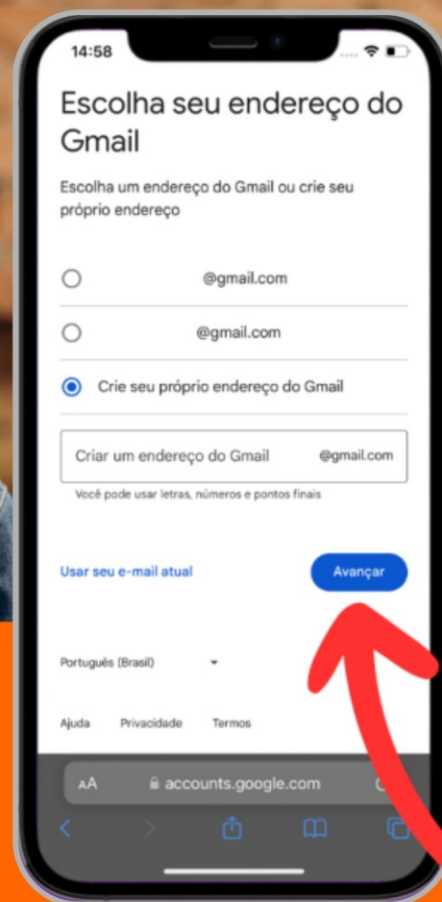 14:58
Escolha seu endereço do
Gmail
Escolha um endereço do Gmail ou crie seu
próprio endereço
@gmail.com
@gmail.com
Crie seu próprio endereço do Gmail
Criar um endereço do Gmail @gmail.com
Você pode usar letras, números e pontos finais
Usar seu e-mail atual Avançar
Português (Brasil)
Ajuda Privacidade Termos
AA accounts.google.com